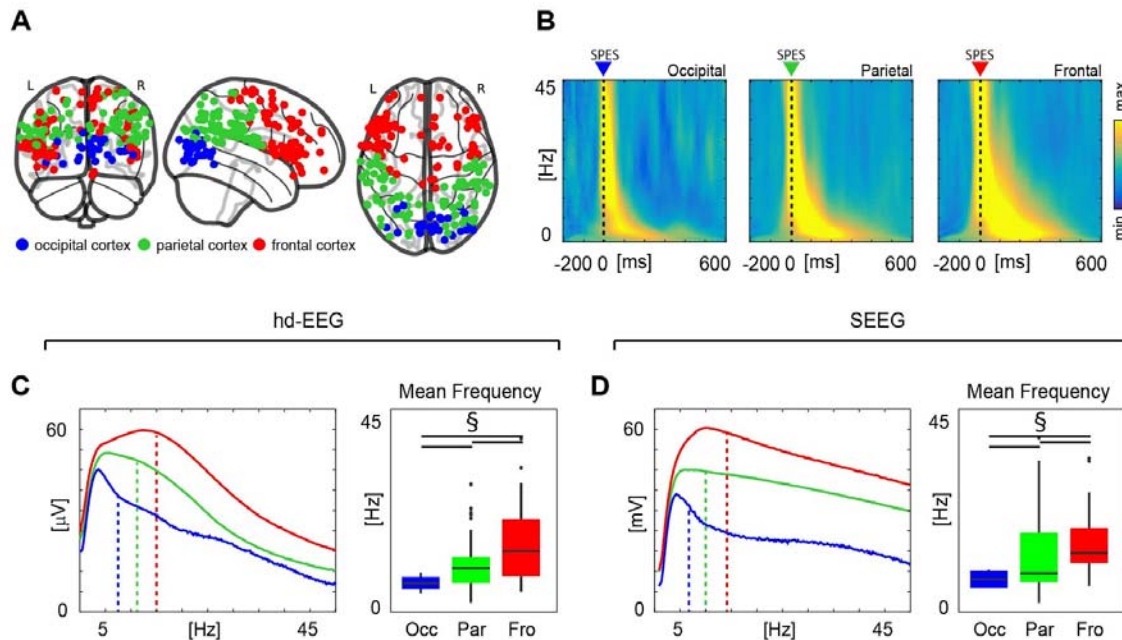 A
L R
L R
occipital cortex parietal cortex frontal cortex
B
SPES SPES SPES
Occipital Parietal Frontal
45
[Hz]
0
-200 0 [ms] 600
-200 0 [ms] 600
-200 0 [ms] 600
max
min
hd-EEG
SEEG
C
60
[µV]
0
5 [Hz] 45
Mean Frequency
§
45
[Hz]
0
Occ Par Fro
D
60
[mV]
0
5 [Hz] 45
Mean Frequency
§
45
[Hz]
0
Occ Par Fro